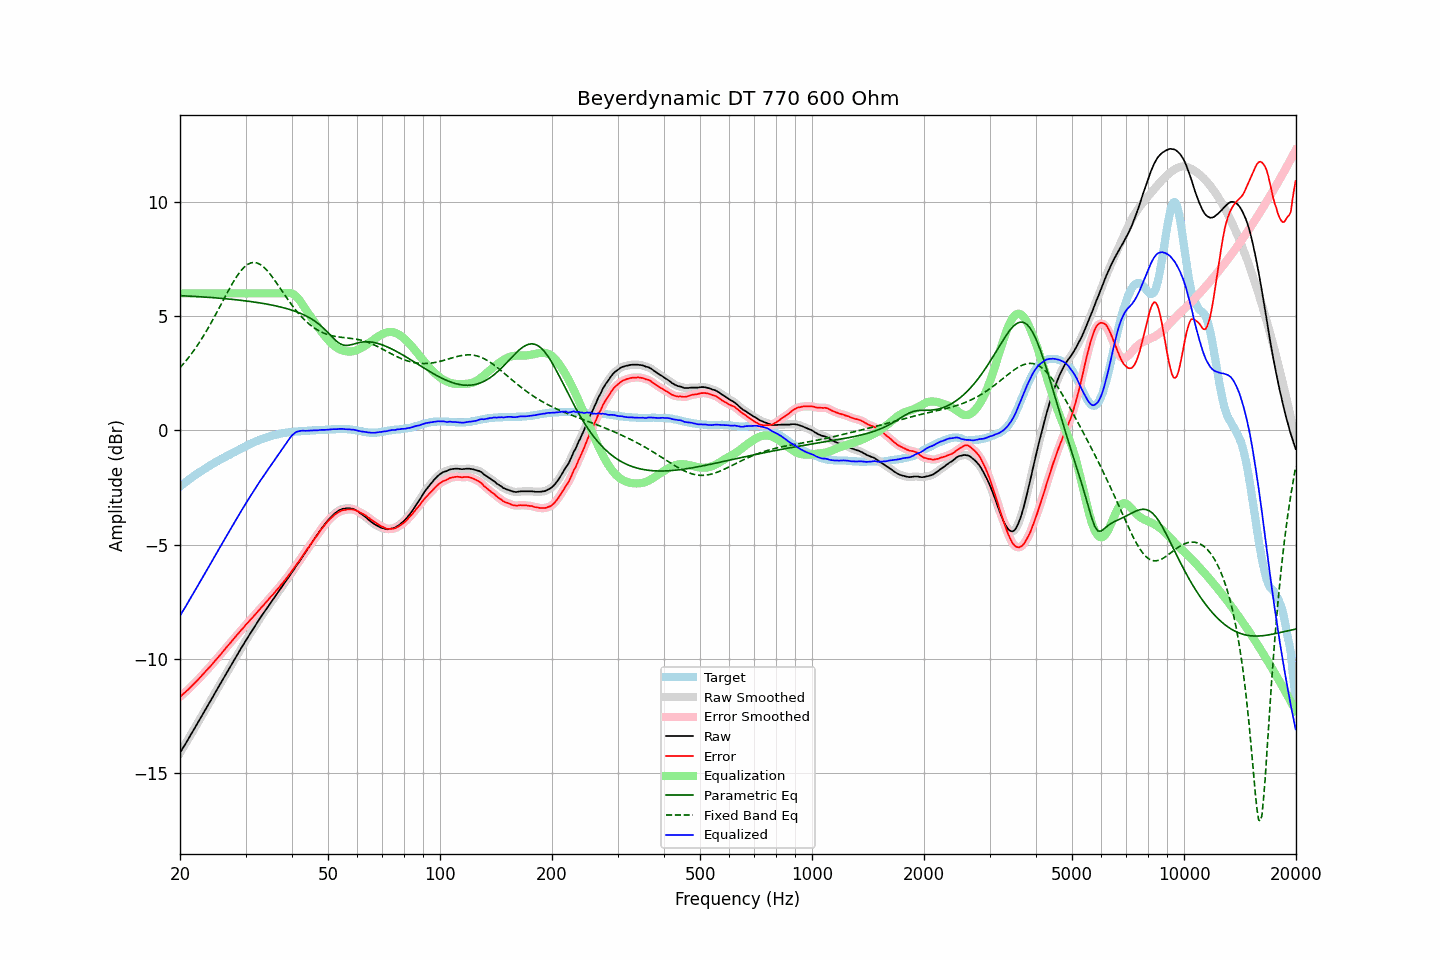 Beyerdynamic DT 770 600 Ohm
Amplitude (dBr)
10
5
0
−5
−10
−15
Target
Raw Smoothed
Error Smoothed
Raw
Error
Equalization
Parametric Eq
Fixed Band Eq
Equalized
20 50 100 200 500 1000 2000 5000 10000 20000
Frequency (Hz)